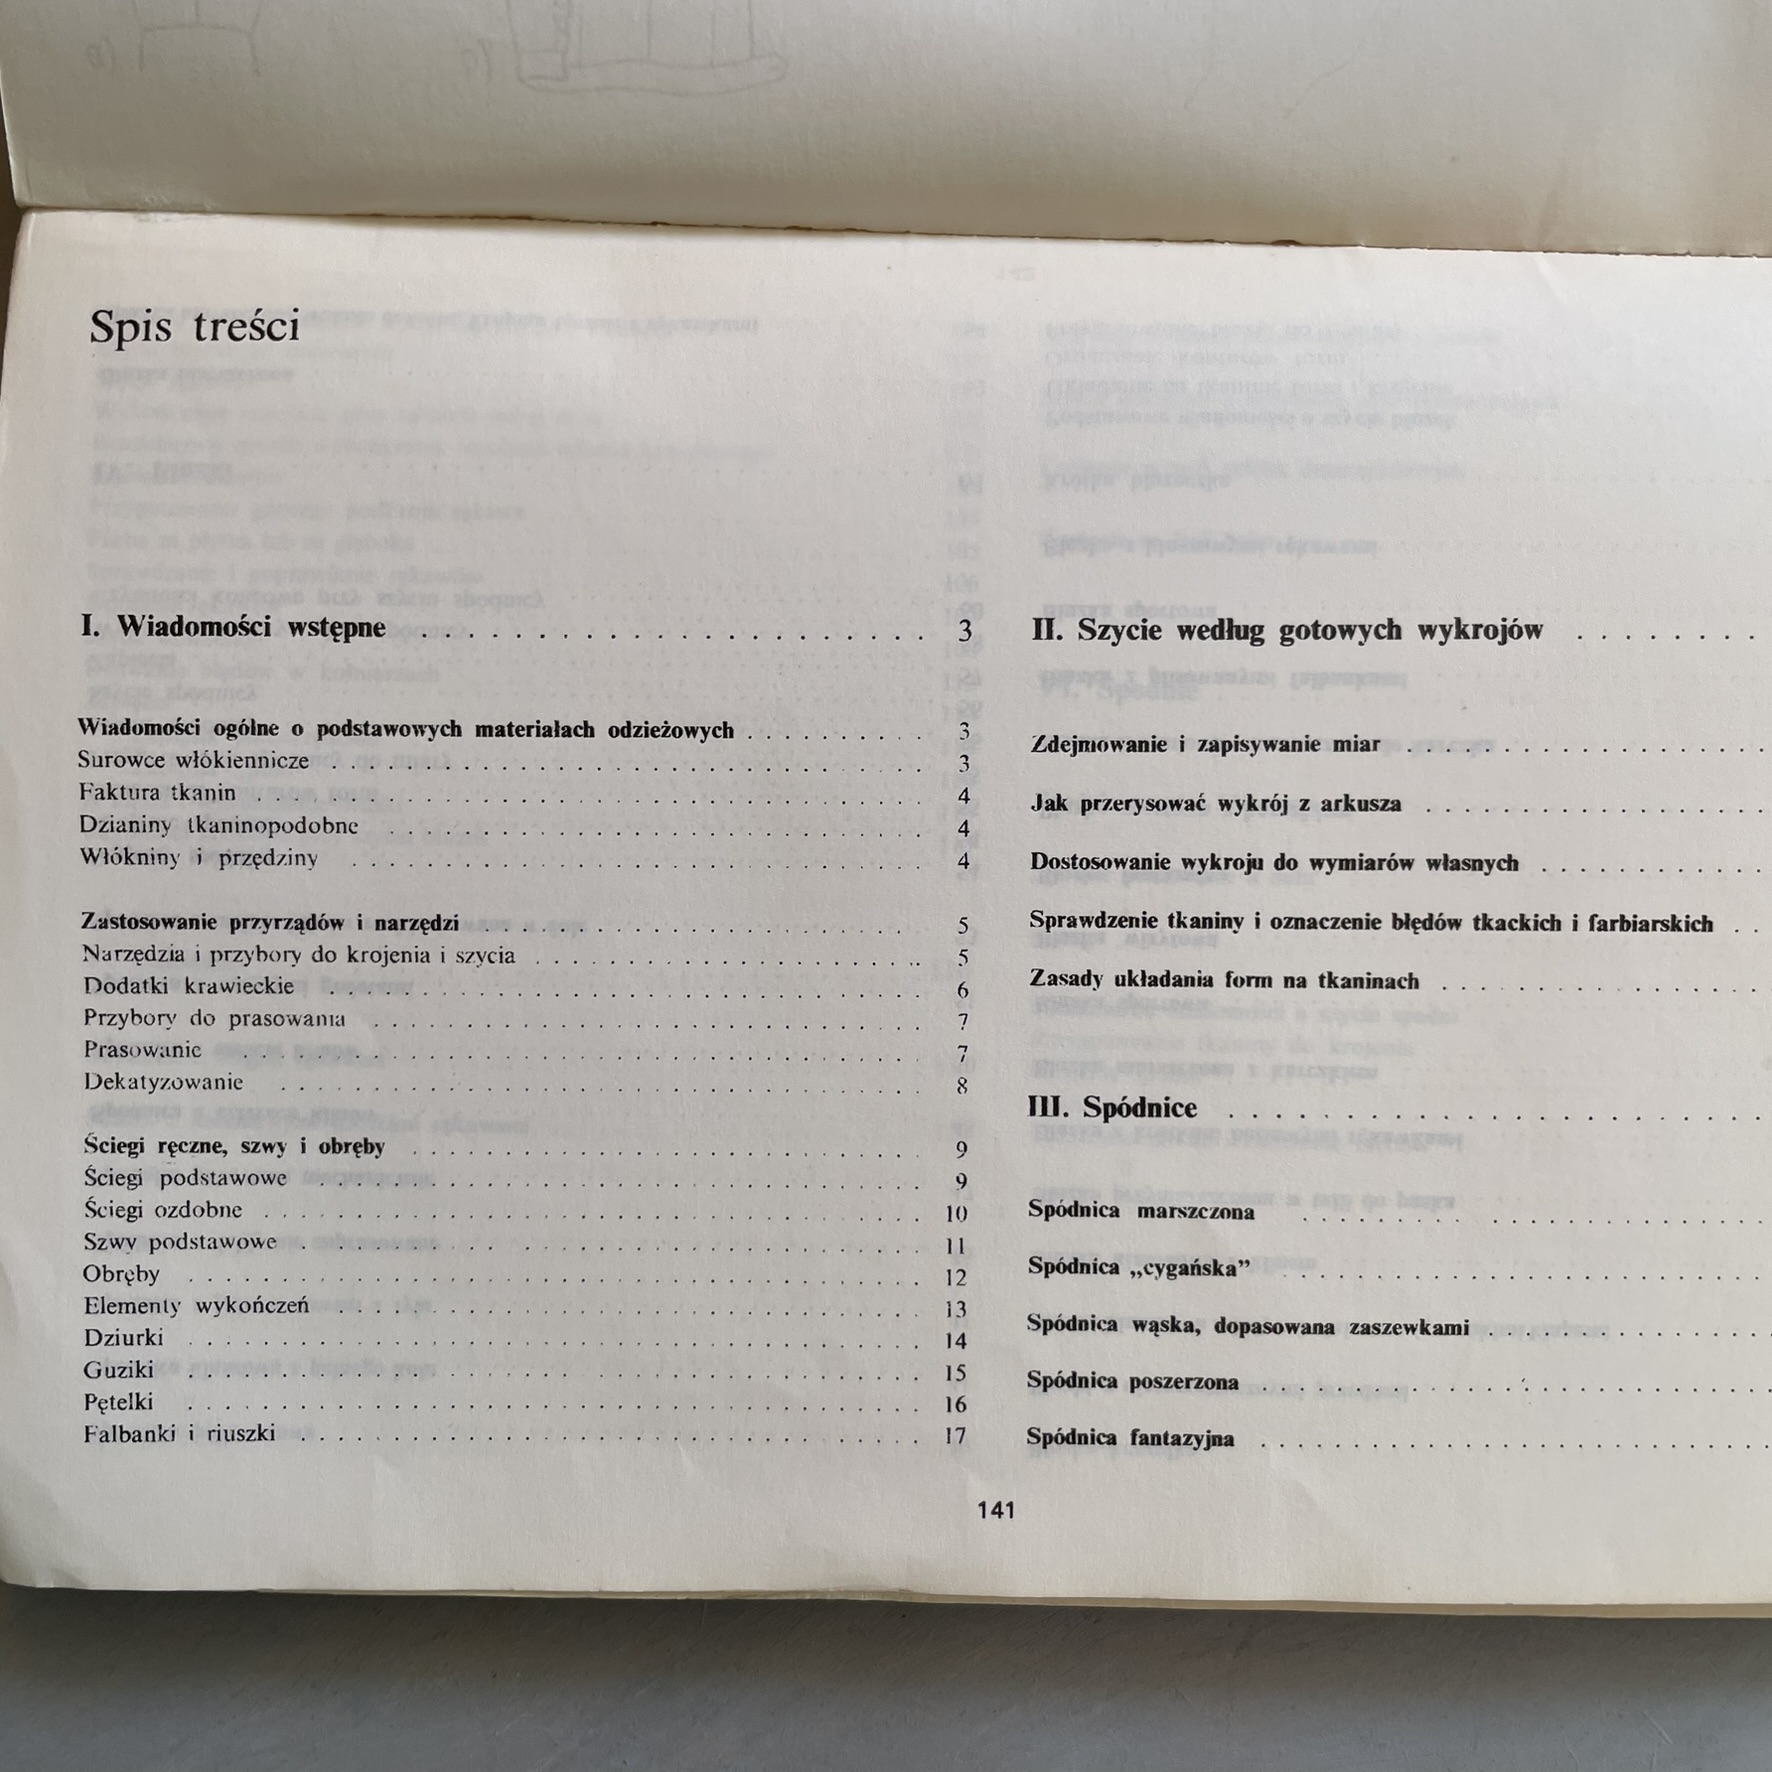 Spis treści
I. Wiadomości wstępne . . . . . . . . . . . . . . . . . . . . . 3
Wiadomości ogólne o podstawowych materiałach odzieżowych . . . . . . . . . . 3
Surowce włókiennicze . . . . . . . . . . . . . . . . . . . . 3
Faktura tkanin . . . . . . . . . . . . . . . . . . . . 4
Dzianiny tkaninopodobne . . . . . . . . . . . . . . . . . . . . 4
Włókniny i przędziny . . . . . . . . . . . . . . . . . . . . 4
Zastosowanie przyrządów i narzędzi . . . . . . . . . . . . . . . . . . . . 5
Narzędzia i przybory do krojenia i szycia . . . . . . . . . . . . . . . . . . . . 5
Dodatki krawieckie . . . . . . . . . . . . . . . . . . . . 6
Przybory do prasowania . . . . . . . . . . . . . . . . . . . . 7
Prasowanie . . . . . . . . . . . . . . . . . . . . 7
Dekatyzowanie . . . . . . . . . . . . . . . . . . . . 8
Ściegi ręczne, szwy i obręby . . . . . . . . . . . . . . . . . . . . 9
Ściegi podstawowe . . . . . . . . . . . . . . . . . . . . 9
Ściegi ozdobne . . . . . . . . . . . . . . . . . . . . 10
Szwy podstawowe . . . . . . . . . . . . . . . . . . . . 11
Obręby . . . . . . . . . . . . . . . . . . . . 12
Elementy wykończeń . . . . . . . . . . . . . . . . . . . . 13
Dziurki . . . . . . . . . . . . . . . . . . . . 14
Guziki . . . . . . . . . . . . . . . . . . . . 15
Pętelki . . . . . . . . . . . . . . . . . . . . 16
Falbanki i riuszki . . . . . . . . . . . . . . . . . . . . 17
II. Szycie według gotowych wykrojów . . . . . . . .
Zdejmowanie i zapisywanie miar . . . . . . . . . . . . . . . .
Jak przerysować wykrój z arkusza . . . . . . . . . . . . . . .
Dostosowanie wykroju do wymiarów własnych . . . . . . . . . .
Sprawdzenie tkaniny i oznaczenie błędów tkackich i farbiarskich . .
Zasady układania form na tkaninach . . . . . . . . . . . . . .
III. Spódnice . . . . . . . . . . . . . . . . . . . . . .
Spódnica marszczona . . . . . . . . . . . . . . . . . . . .
Spódnica „cygańska” . . . . . . . . . . . . . . . . . . . .
Spódnica wąska, dopasowana zaszewkami . . . . . . . . . . . .
Spódnica poszerzona . . . . . . . . . . . . . . . . . . . .
Spódnica fantazyjna . . . . . . . . . . . . . . . . . . . .
141